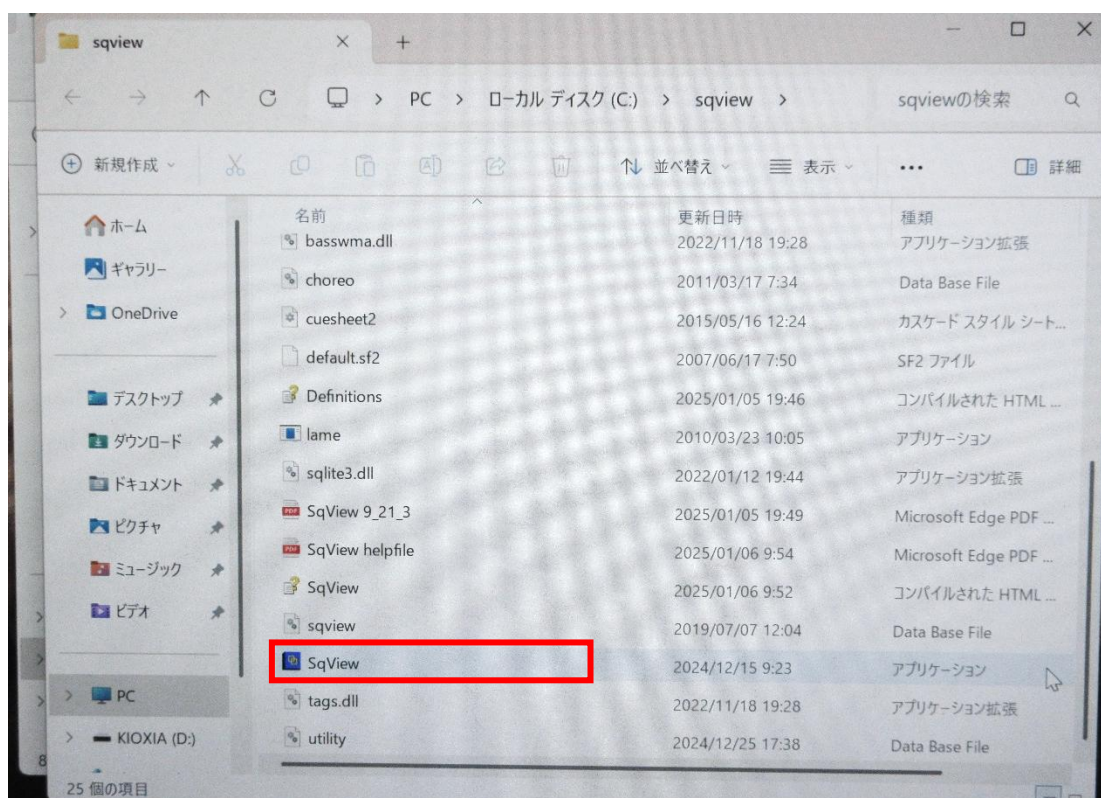 sqview
PC > ローカル ディスク (C:) > sqview >
sqviewの検索
新規作成
並べ替え
表示
詳細
ホーム
ギャラリー
OneDrive
デスクトップ
ダウンロード
ドキュメント
ピクチャ
ミュージック
ビデオ
PC
KIOXIA (D:)
名前 更新日時 種類
basswma.dll 2022/11/18 19:28 アプリケーション拡張
choreo 2011/03/17 7:34 Data Base File
cuesheet2 2015/05/16 12:24 カスケード スタイル シート...
default.sf2 2007/06/17 7:50 SF2 ファイル
Definitions 2025/01/05 19:46 コンパイルされた HTML ...
lame 2010/03/23 10:05 アプリケーション
sqlite3.dll 2022/01/12 19:44 アプリケーション拡張
SqView 9_21_3 2025/01/05 19:49 Microsoft Edge PDF ...
SqView helpfile 2025/01/06 9:54 Microsoft Edge PDF ...
SqView 2025/01/06 9:52 コンパイルされた HTML ...
sqview 2019/07/07 12:04 Data Base File
SqView 2024/12/15 9:23 アプリケーション
tags.dll 2022/11/18 19:28 アプリケーション拡張
utility 2024/12/25 17:38 Data Base File
25 個の項目